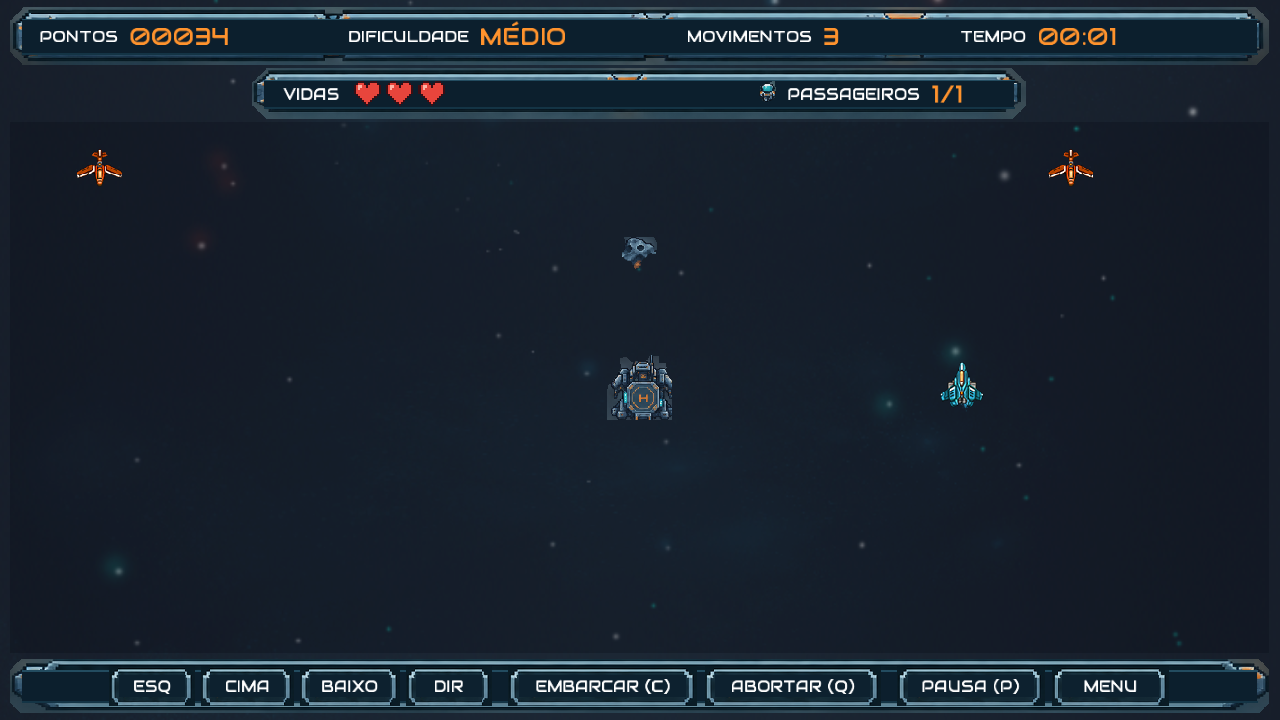 PONTOS 00034 DIFICULDADE MÉDIO MOVIMENTOS 3 TEMPO 00:01
VIDAS PASSAGEIROS 1/1
H
ESQ CIMA BAIXO DIR EMBARCAR (C) ABORTAR (Q) PAUSA (P) MENU